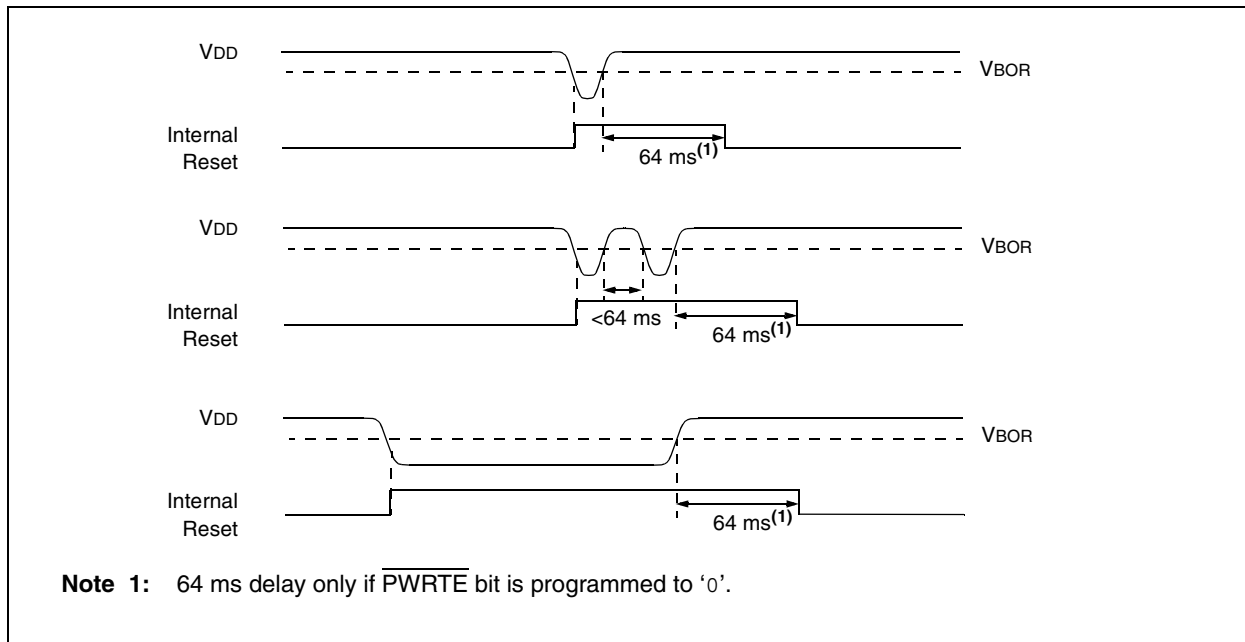 VDD
VBOR
Internal
Reset
64 ms(1)
VDD
VBOR
Internal
Reset
<64 ms
64 ms(1)
VDD
VBOR
Internal
Reset
64 ms(1)
Note 1: 64 ms delay only if PWRTE bit is programmed to ‘0’.